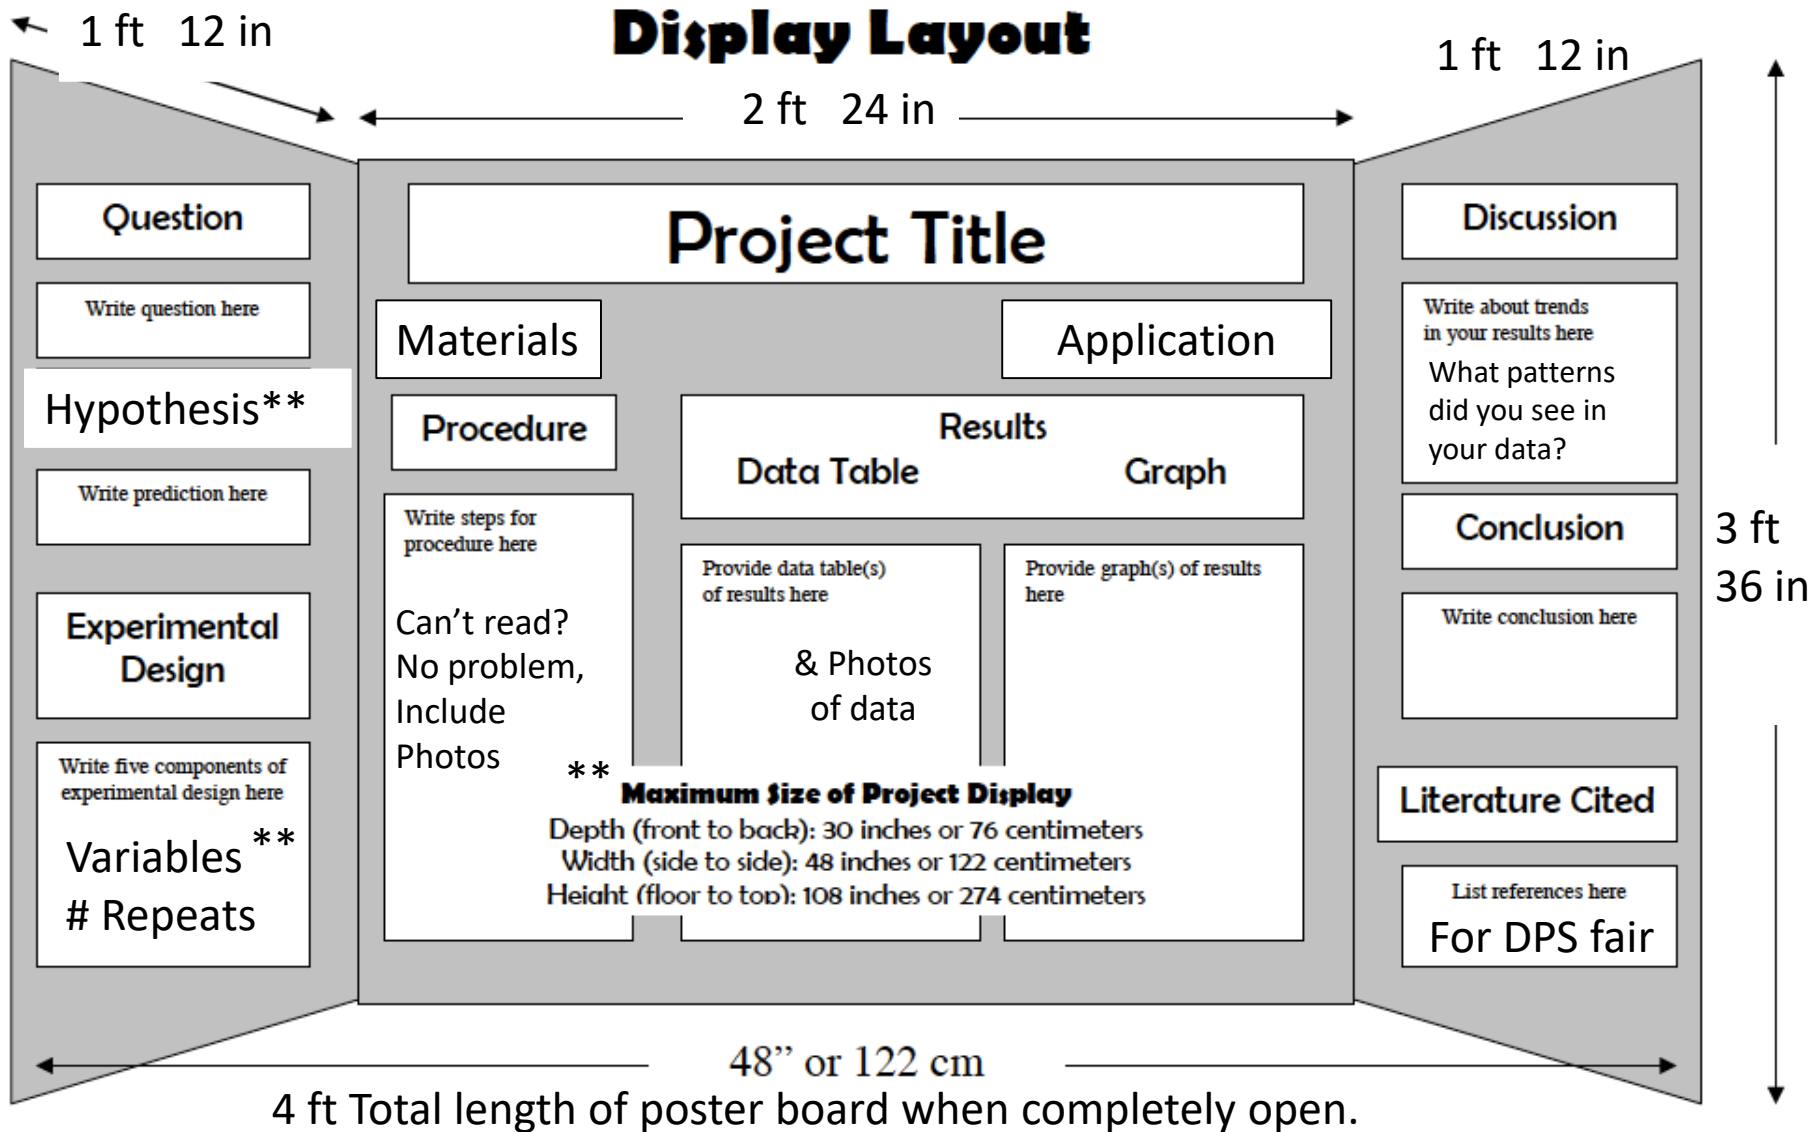 Display Layout
1 ft 12 in
2 ft 24 in
1 ft 12 in
Question
Write question here
Hypothesis**
Write prediction here
Experimental
Design
Write five components of
experimental design here
Variables **
# Repeats
Project Title
Materials
Application
Procedure
Write steps for
procedure here
Can’t read?
No problem,
Include
Photos
**
Results
Data Table Graph
Provide data table(s)
of results here
& Photos
of data
Provide graph(s) of results
here
Maximum Size of Project Display
Depth (front to back): 30 inches or 76 centimeters
Width (side to side): 48 inches or 122 centimeters
Height (floor to top): 108 inches or 274 centimeters
Discussion
Write about trends
in your results here
What patterns
did you see in
your data?
Conclusion
Write conclusion here
Literature Cited
List references here
For DPS fair
3 ft
36 in
48” or 122 cm
4 ft Total length of poster board when completely open.